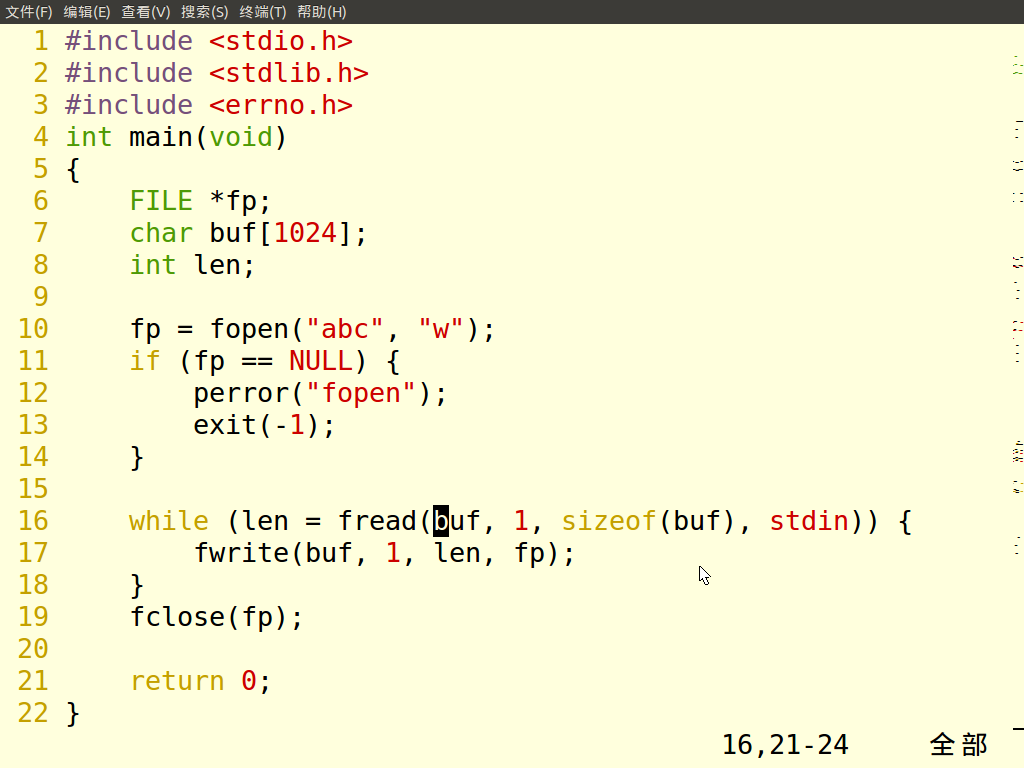 文件(F) 编辑(E) 查看(V) 搜索(S) 终端(T) 帮助(H)
1 #include <stdio.h>
2 #include <stdlib.h>
3 #include <errno.h>
4 int main(void)
5 {
6     FILE *fp;
7     char buf[1024];
8     int len;
9
10     fp = fopen("abc", "w");
11     if (fp == NULL) {
12         perror("fopen");
13         exit(-1);
14     }
15
16     while (len = fread(buf, 1, sizeof(buf), stdin)) {
17         fwrite(buf, 1, len, fp);
18     }
19     fclose(fp);
20
21     return 0;
22 }
16,21-24 全部